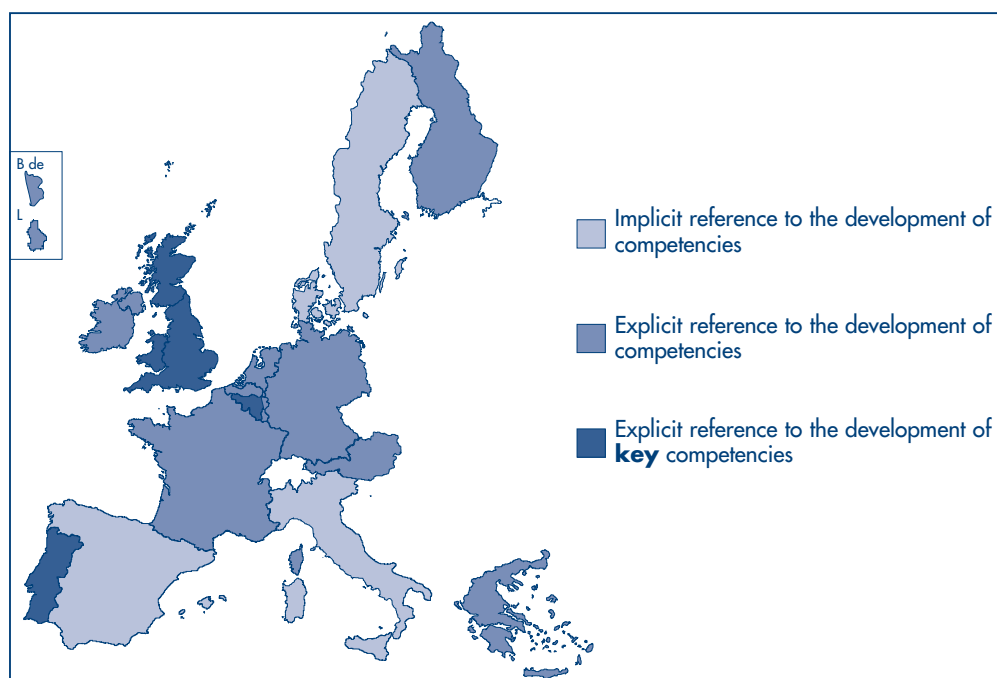 B de
L
Implicit reference to the development of
competencies
Explicit reference to the development of
competencies
Explicit reference to the development of
key competencies